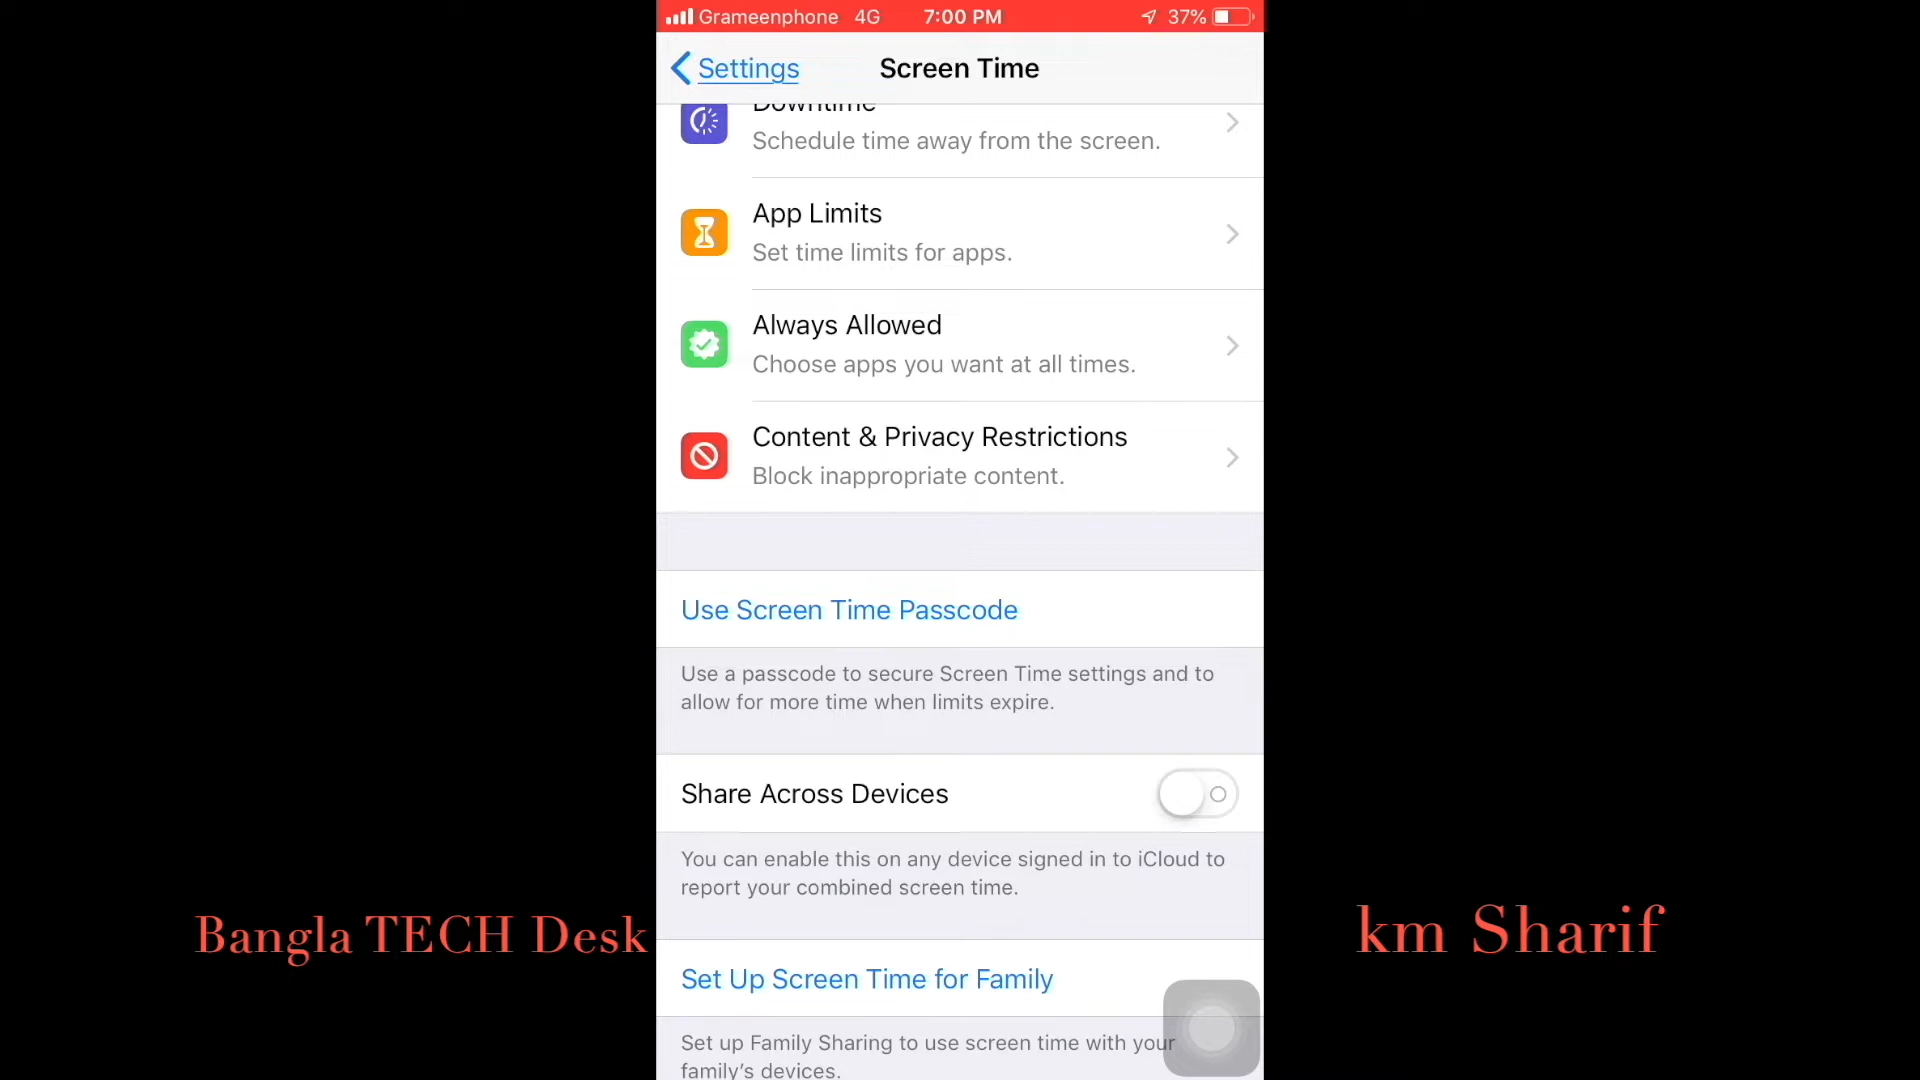 Grameenphone 4G 7:00 PM 37%
Settings Screen Time
Downtime
Schedule time away from the screen.
App Limits
Set time limits for apps.
Always Allowed
Choose apps you want at all times.
Content & Privacy Restrictions
Block inappropriate content.
Use Screen Time Passcode
Use a passcode to secure Screen Time settings and to
allow for more time when limits expire.
Share Across Devices
You can enable this on any device signed in to iCloud to
report your combined screen time.
Bangla TECH Desk
km Sharif
Set Up Screen Time for Family
Set up Family Sharing to use screen time with your
family's devices.